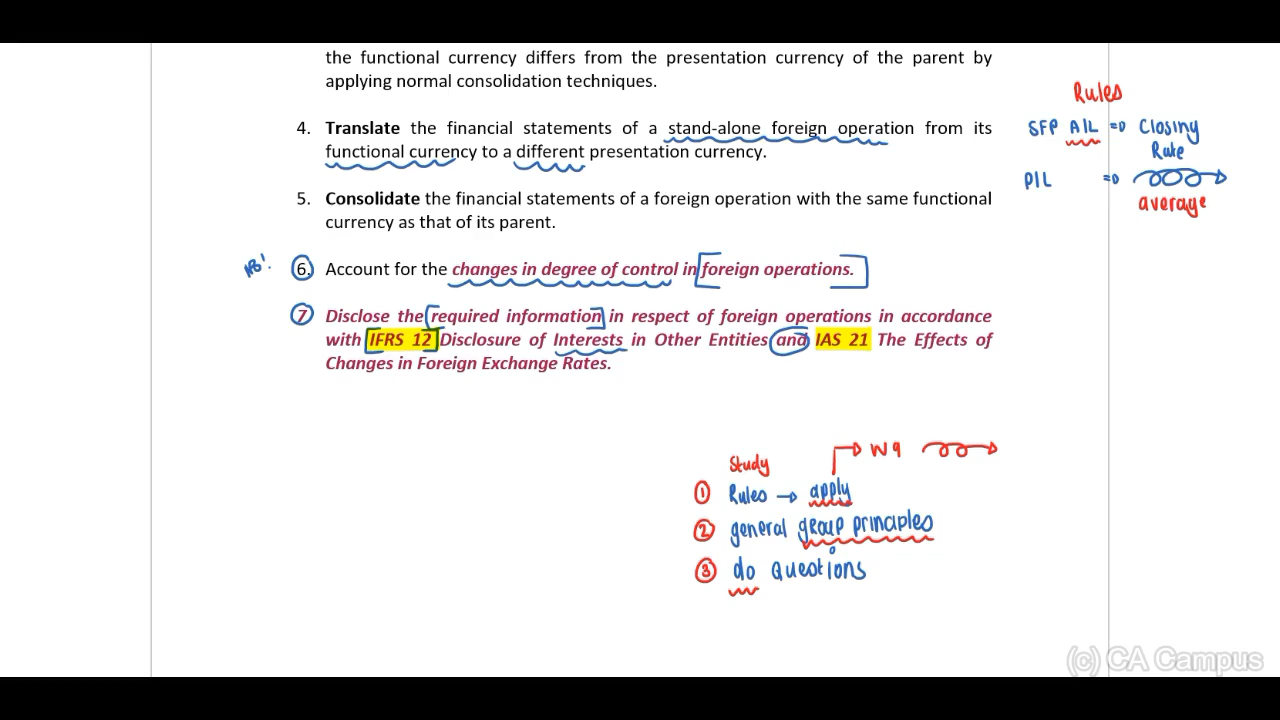 the functional currency differs from the presentation currency of the parent by
applying normal consolidation techniques.
4. Translate the financial statements of a stand-alone foreign operation from its
functional currency to a different presentation currency.
5. Consolidate the financial statements of a foreign operation with the same functional
currency as that of its parent.
6. Account for the changes in degree of control in foreign operations.
7 Disclose the required information in respect of foreign operations in accordance
with IFRS 12 Disclosure of Interests in Other Entities and IAS 21 The Effects of
Changes in Foreign Exchange Rates.
Rules
SFP A/L => Closing
Rate
P/L =>
average
NB!
Study
① Rules → apply → W9
② general group principles
③ do questions
(c) CA Campus